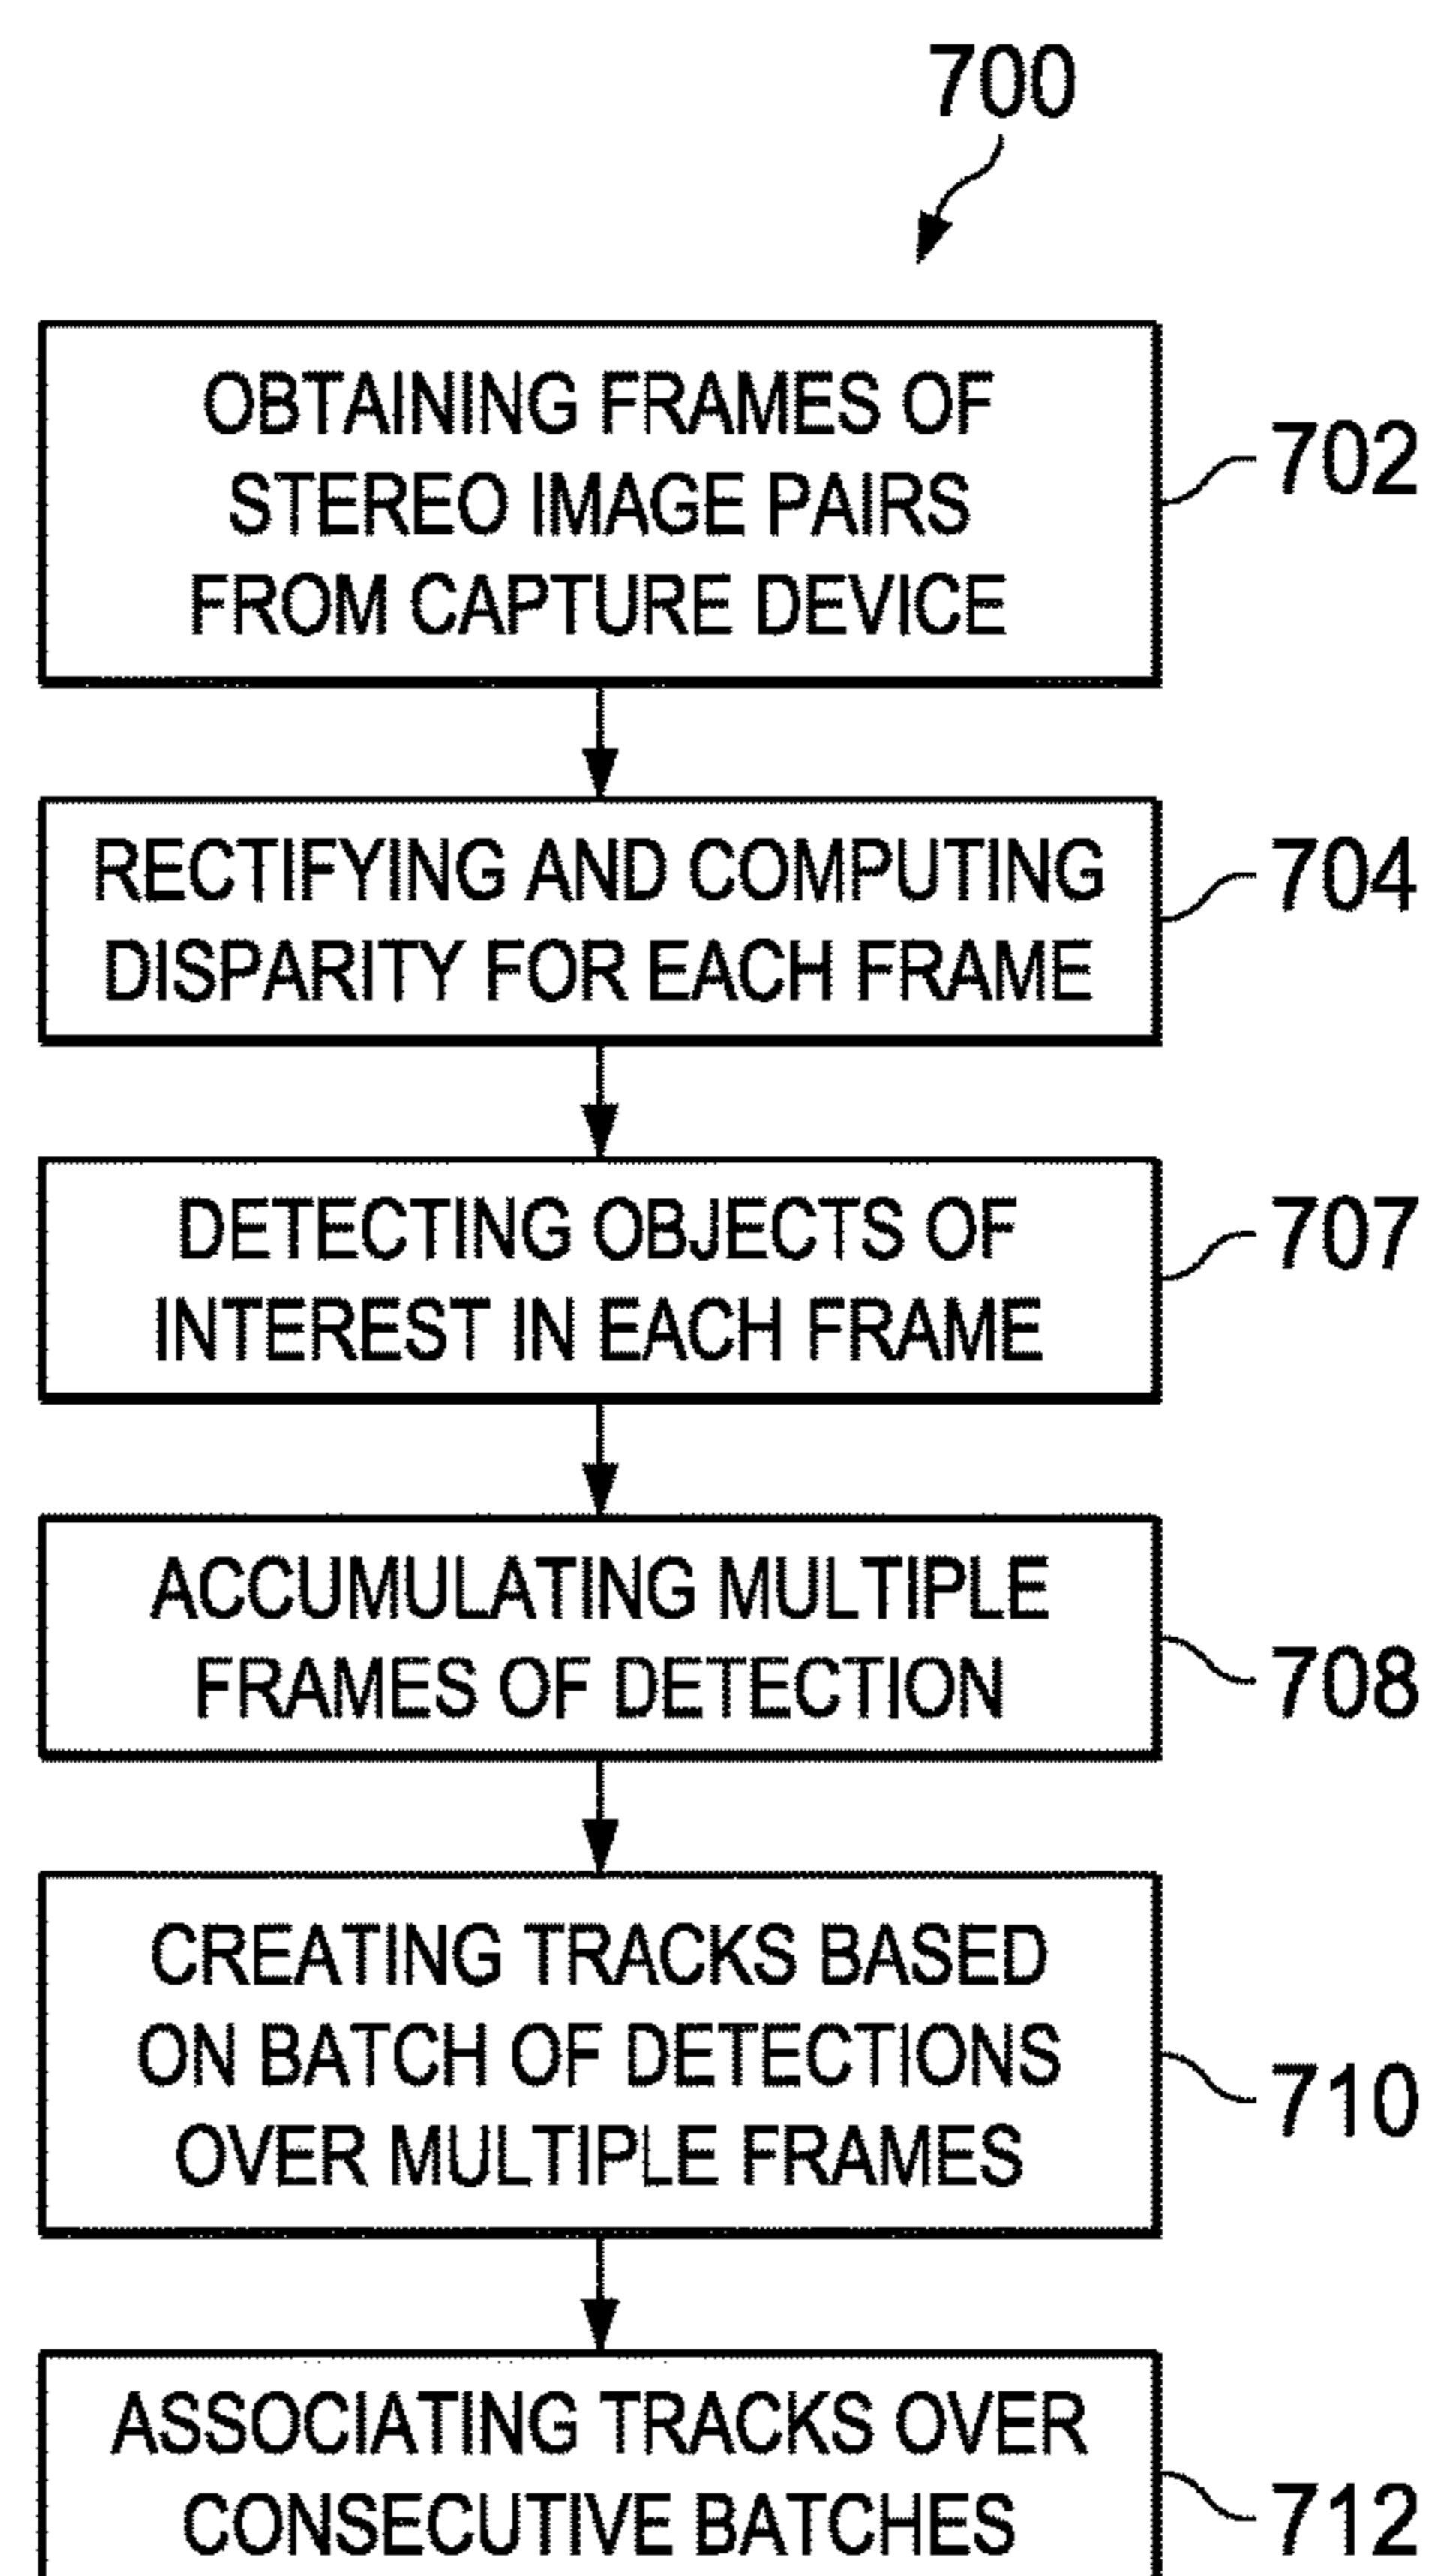 700
OBTAINING FRAMES OF
STEREO IMAGE PAIRS
FROM CAPTURE DEVICE
702
RECTIFYING AND COMPUTING
DISPARITY FOR EACH FRAME
704
DETECTING OBJECTS OF
INTEREST IN EACH FRAME
707
ACCUMULATING MULTIPLE
FRAMES OF DETECTION
708
CREATING TRACKS BASED
ON BATCH OF DETECTIONS
OVER MULTIPLE FRAMES
710
ASSOCIATING TRACKS OVER
CONSECUTIVE BATCHES
712